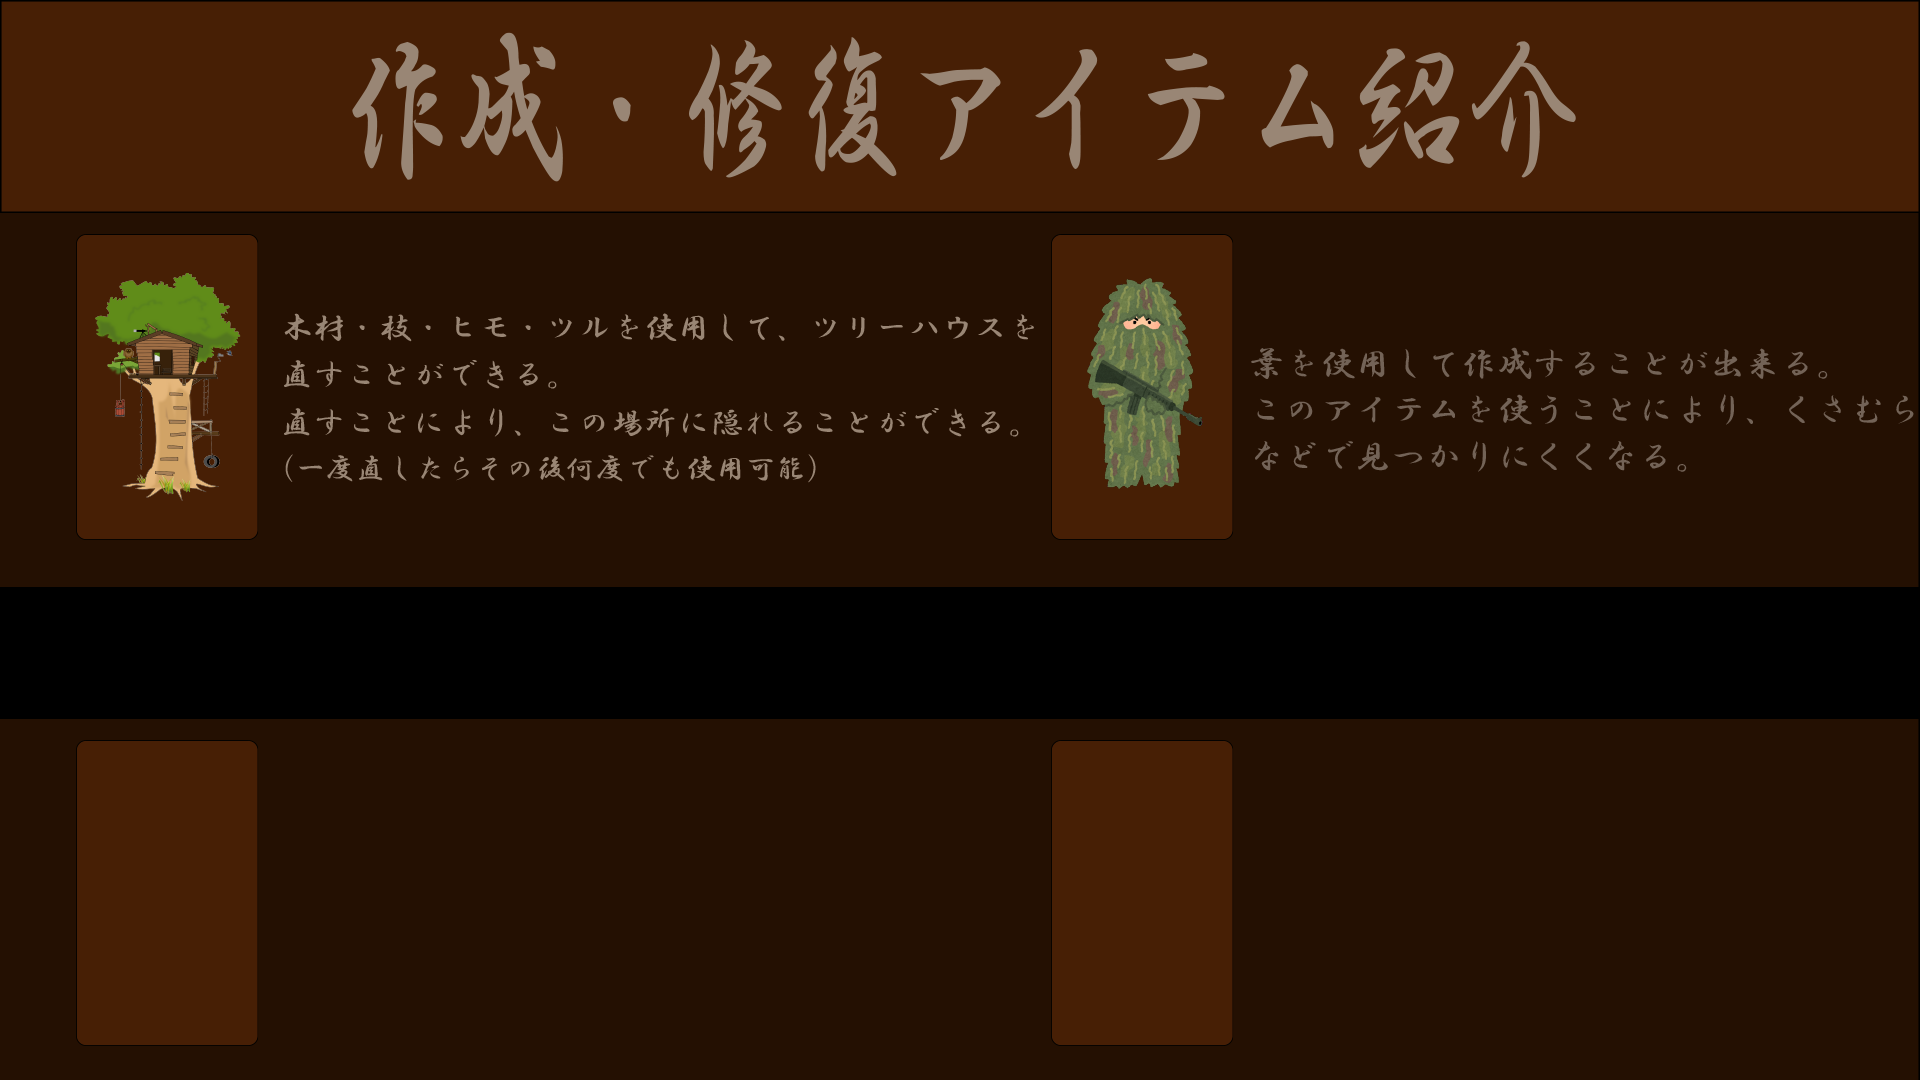 作成・修復アイテム紹介
木材・枝・ヒモ・ツルを使用して、ツリーハウスを
直すことができる。
直すことにより、この場所に隠れることができる。
(一度直したらその後何度でも使用可能)
葉を使用して作成することが出来る。
このアイテムを使うことにより、くさむら
などで見つかりにくくなる。